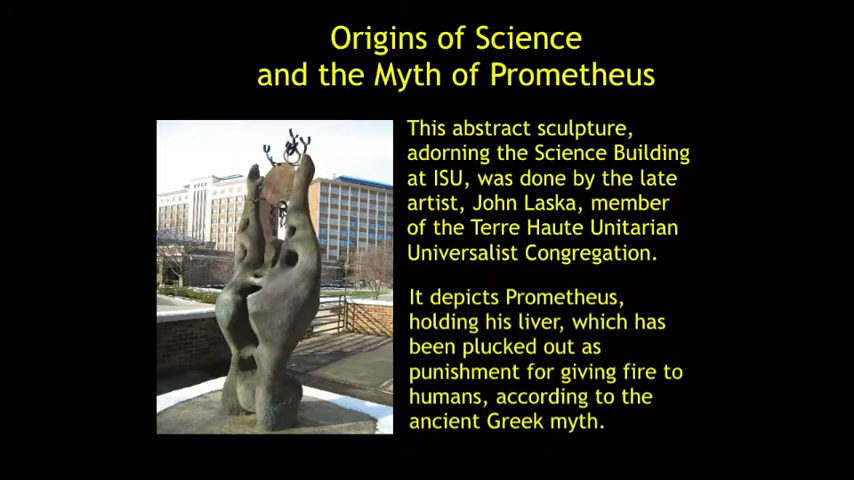 Origins of Science
and the Myth of Prometheus
This abstract sculpture,
adorning the Science Building
at ISU, was done by the late
artist, John Laska, member
of the Terre Haute Unitarian
Universalist Congregation.
It depicts Prometheus,
holding his liver, which has
been plucked out as
punishment for giving fire to
humans, according to the
ancient Greek myth.